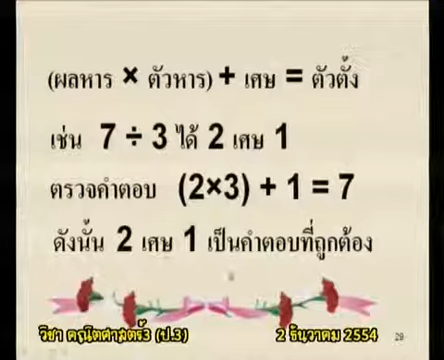 (ผลหาร × ตัวหาร) + เศษ = ตัวตั้ง
เช่น 7 ÷ 3 ได้ 2 เศษ 1
ตรวจคำตอบ (2×3) + 1 = 7
ดังนั้น 2 เศษ 1 เป็นคำตอบที่ถูกต้อง
วิชา คณิตศาสตร์3 (ป.3) 2 ธันวาคม 2554 29